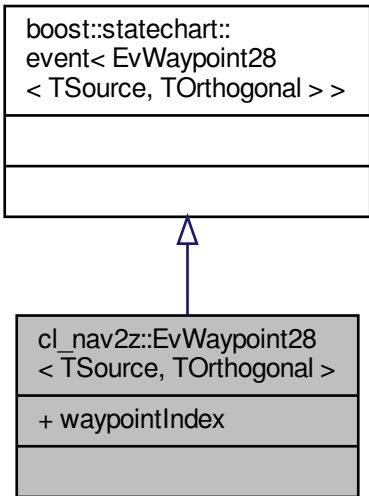 boost::statechart::
event< EvWaypoint28
< TSource, TOrthogonal > >
cl_nav2z::EvWaypoint28
< TSource, TOrthogonal >
+ waypointIndex